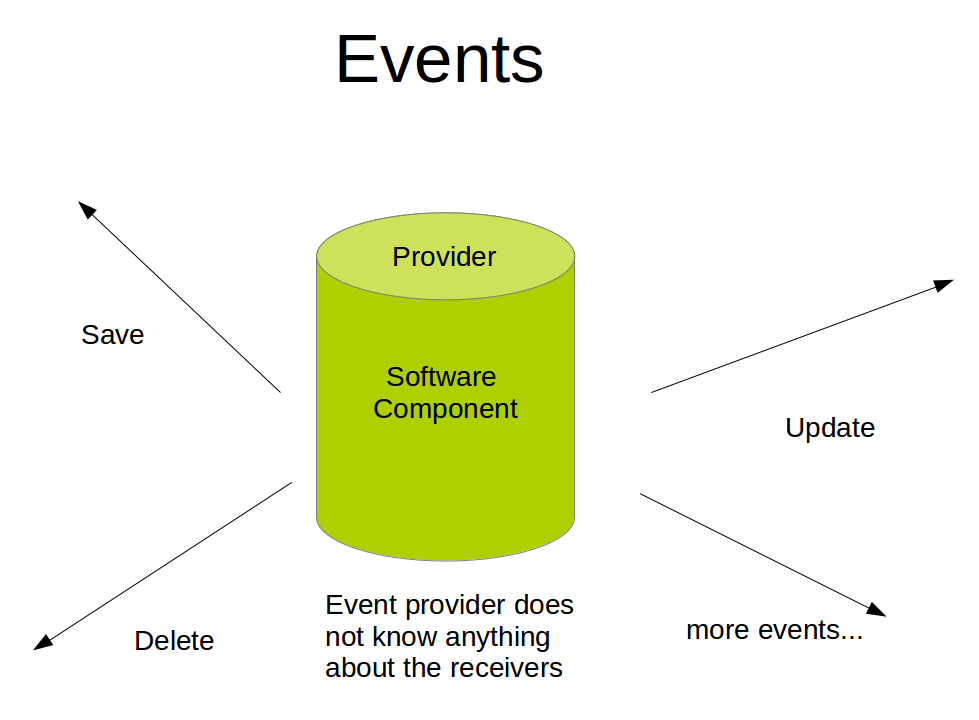 Events
Provider
Save
Software
Component
Update
Event provider does
not know anything
about the receivers
Delete
more events...